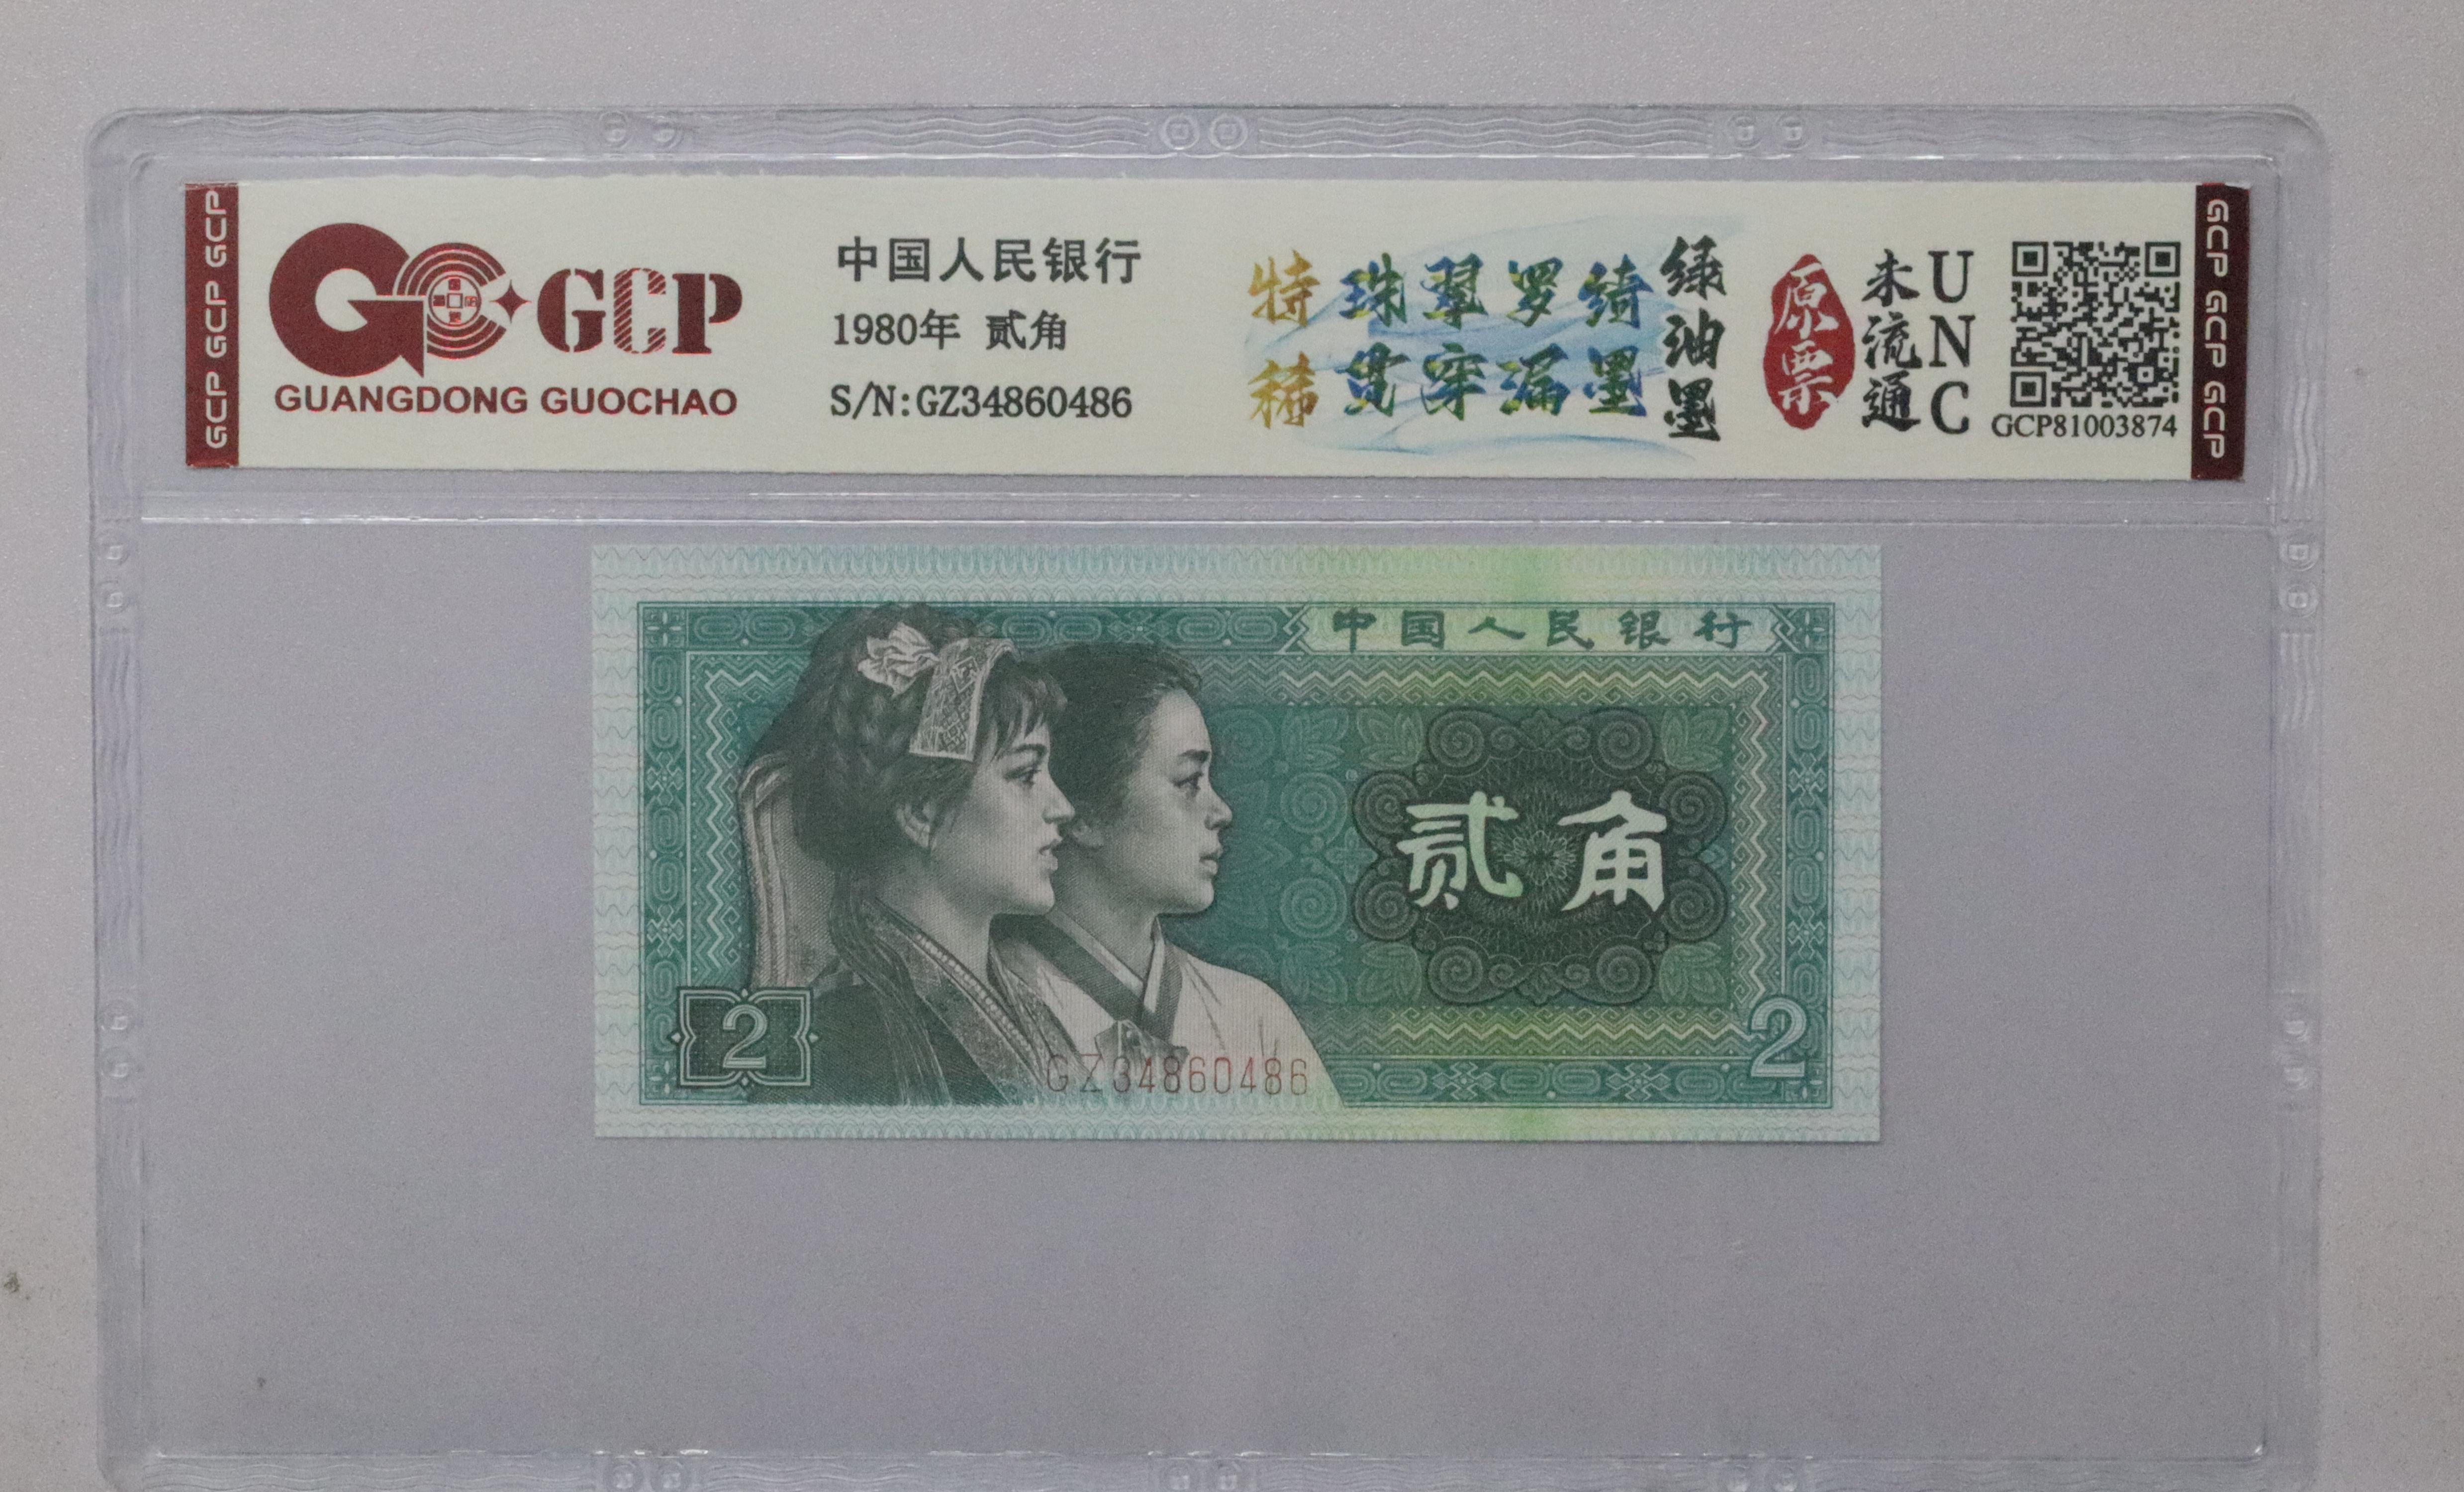 GCP GCP GCP
GCP
GUANGDONG GUOCHAO
中国人民银行
1980年 贰角
S/N:GZ34860486
特稀
珠翠罗绮
贯穿漏墨
绿油墨
原票
未流通
UNC
GCP81003874
GCP GCP GCP
中国人民银行
贰角
2
GZ34860486
2